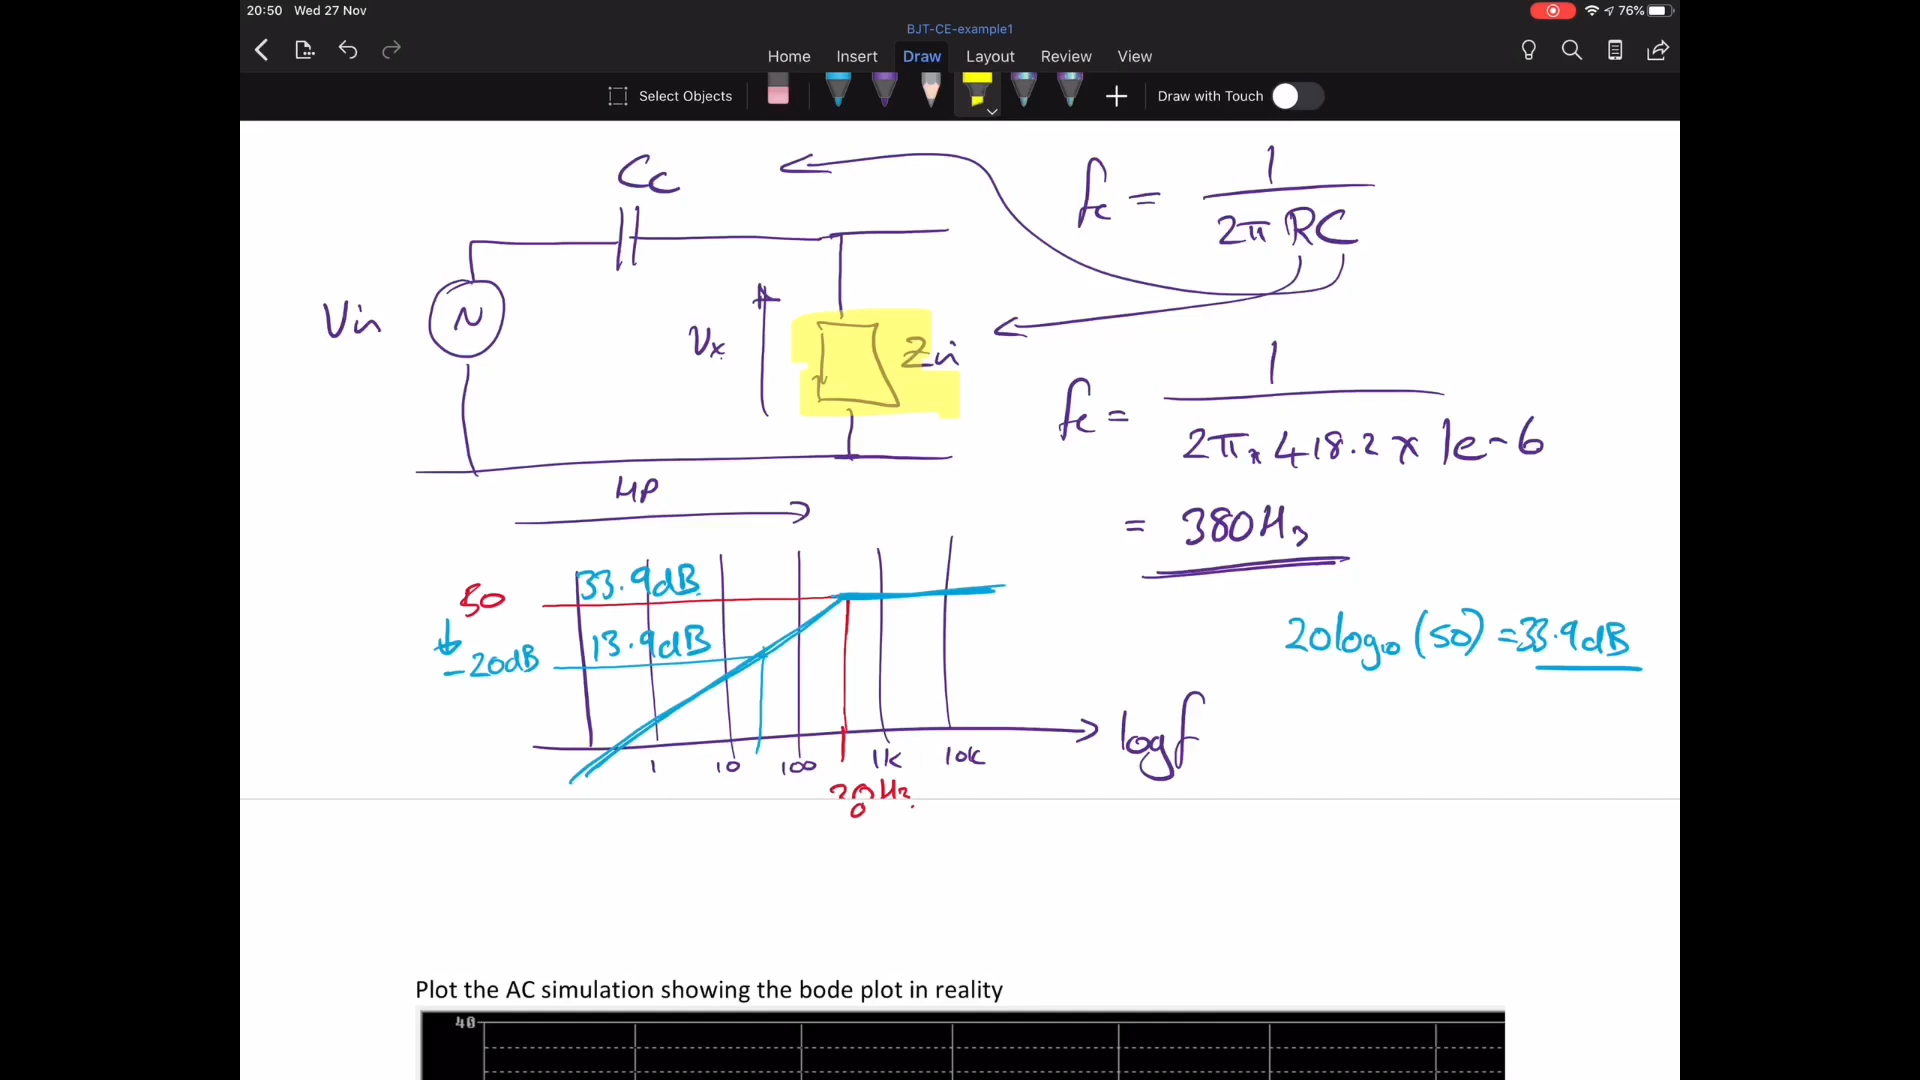 20:50 Wed 27 Nov
76%
BJT-CE-example1
Home Insert Draw Layout Review View
Select Objects
Draw with Touch
Cc
fc = 1 / 2π RC
Vin
N
Vx
Zin
fc = 1 / 2π x 418.2 x 1e-6
HP
= 380Hz
50
33.9dB
-20dB
13.9dB
20log10 (50) = 33.9dB
1 10 100 1K 10K
logf
Plot the AC simulation showing the bode plot in reality
40